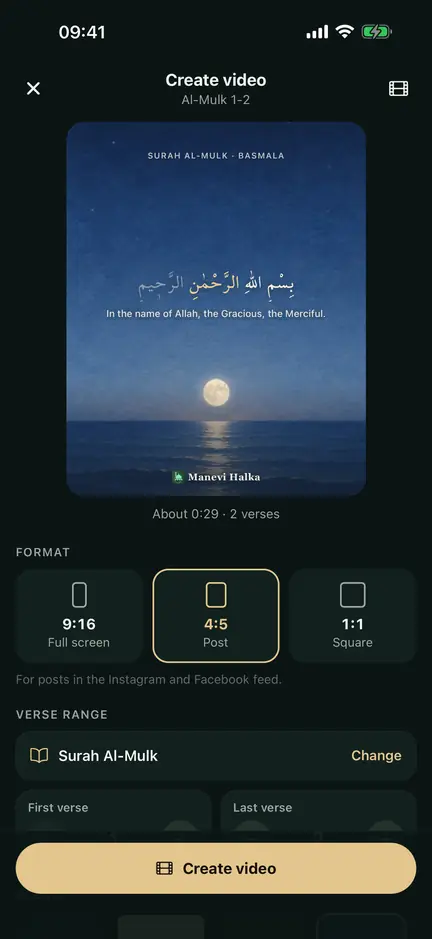 09:41
Create video
Al-Mulk 1-2
SURAH AL-MULK · BASMALA
بِسْمِ اللّٰهِ الرَّحْمٰنِ الرَّحِيمِ
In the name of Allah, the Gracious, the Merciful.
Manevi Halka
About 0:29 · 2 verses
FORMAT
9:16
Full screen
4:5
Post
1:1
Square
For posts in the Instagram and Facebook feed.
VERSE RANGE
Surah Al-Mulk
Change
First verse
Last verse
Create video